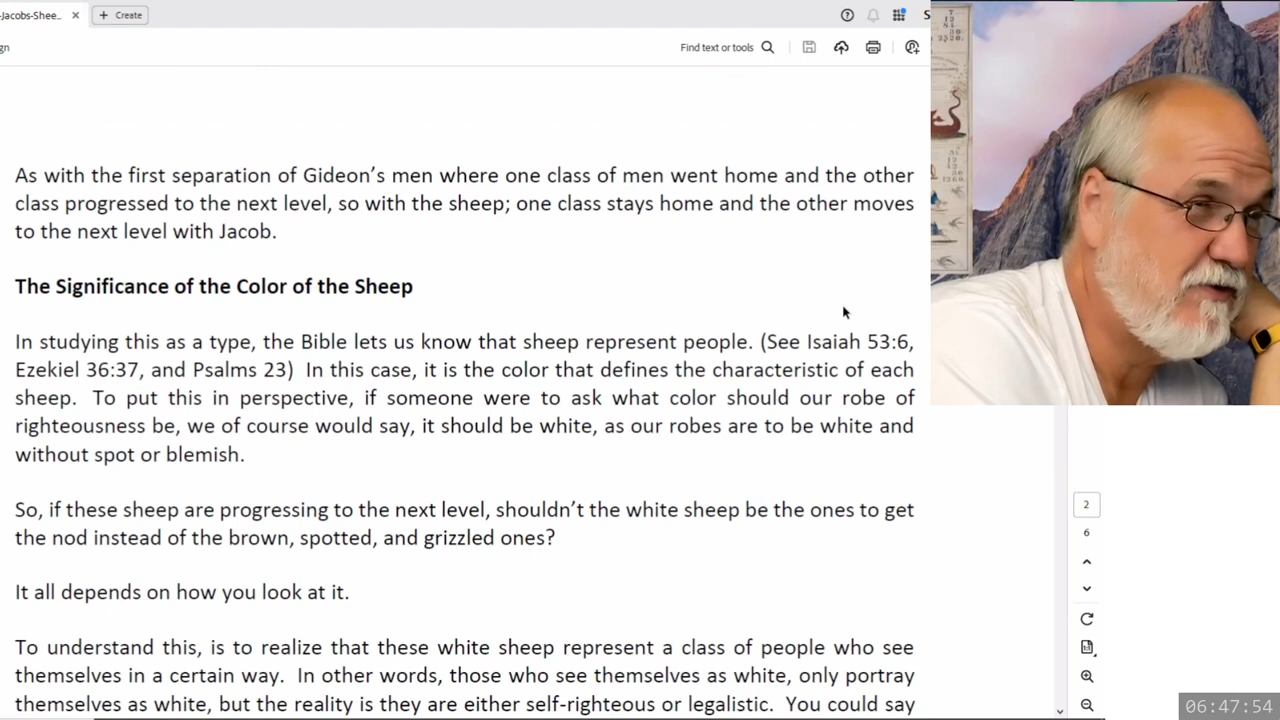 -Jacobs-Shee...
Create
S
gn
Find text or tools
As with the first separation of Gideon's men where one class of men went home and the other
class progressed to the next level, so with the sheep; one class stays home and the other moves
to the next level with Jacob.
The Significance of the Color of the Sheep
In studying this as a type, the Bible lets us know that sheep represent people. (See Isaiah 53:6,
Ezekiel 36:37, and Psalms 23) In this case, it is the color that defines the characteristic of each
sheep. To put this in perspective, if someone were to ask what color should our robe of
righteousness be, we of course would say, it should be white, as our robes are to be white and
without spot or blemish.
So, if these sheep are progressing to the next level, shouldn't the white sheep be the ones to get
the nod instead of the brown, spotted, and grizzled ones?
It all depends on how you look at it.
To understand this, is to realize that these white sheep represent a class of people who see
themselves in a certain way. In other words, those who see themselves as white, only portray
themselves as white, but the reality is they are either self-righteous or legalistic. You could say
2
6
06:47:54